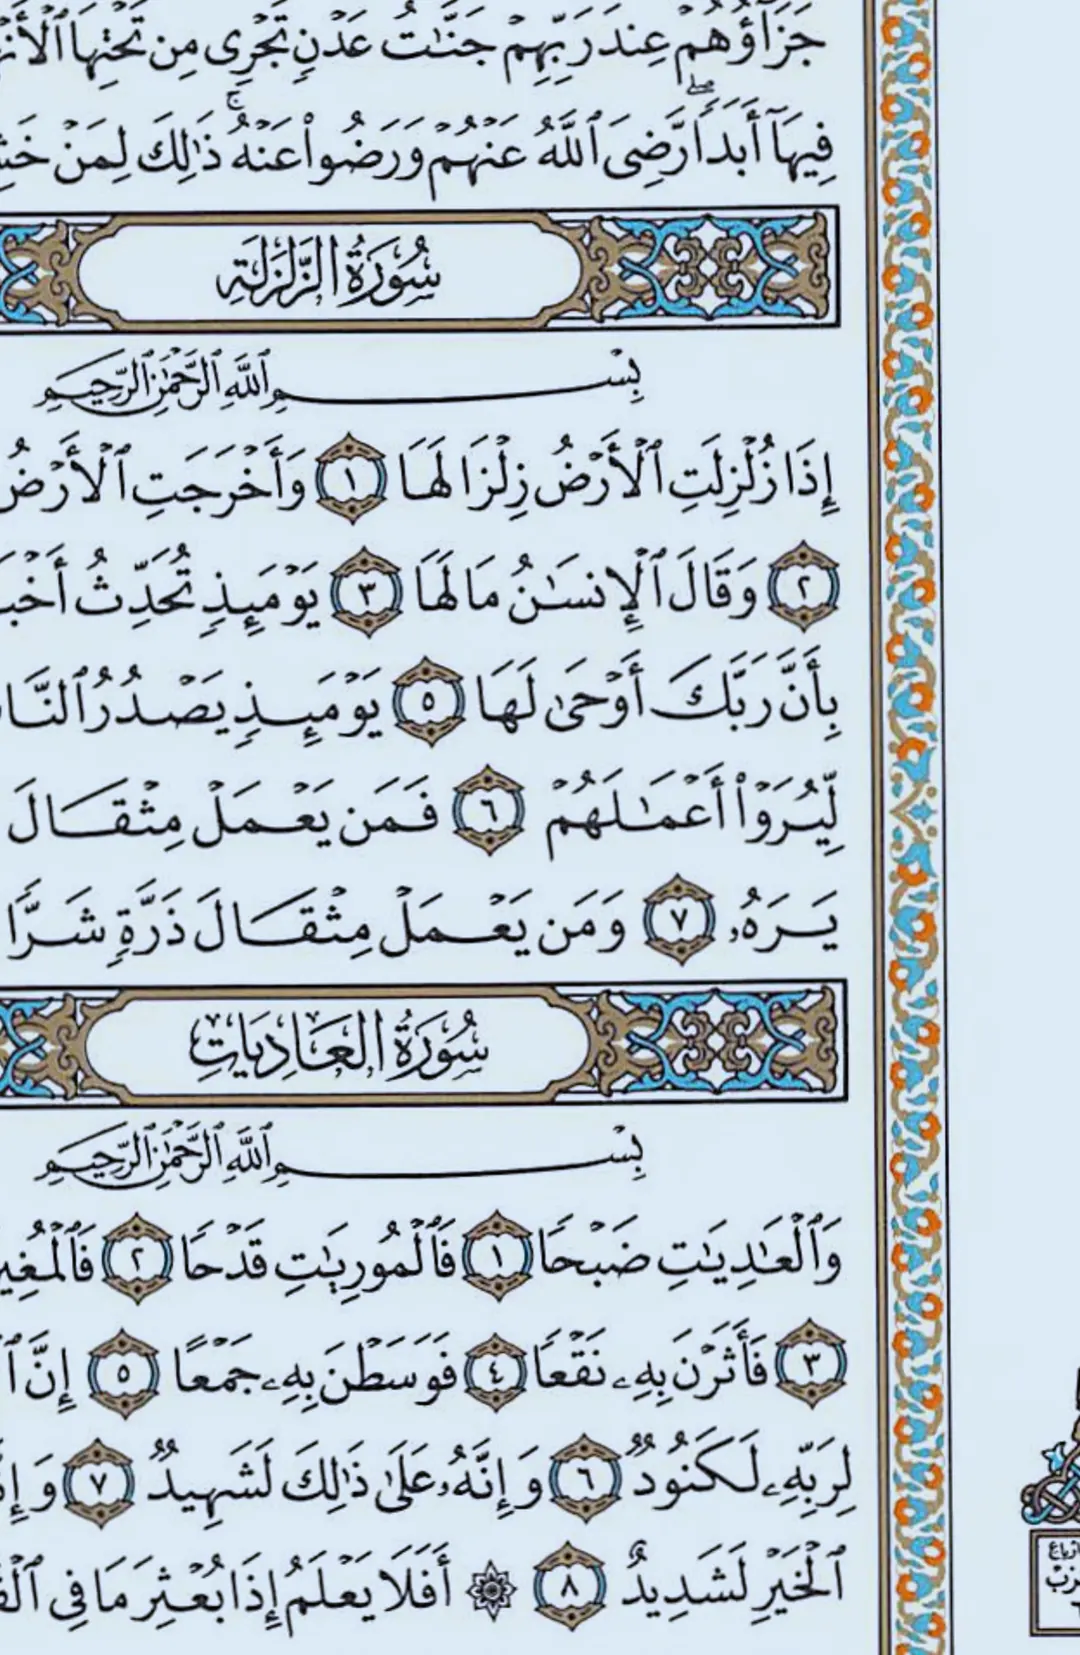 جَزَآؤُهُمْ عِندَ رَبِّهِمْ جَنَّٰتُ عَدْنٍ تَجْرِى مِن تَحْتِهَا
فِيهَآ أَبَدًا ۖ رَّضِىَ ٱللَّهُ عَنْهُمْ وَرَضُوا۟ عَنْهُ ۚ ذَٰلِكَ لِمَنْ
سُورَةُ الزَّلْزَلَةِ
بِسْمِ ٱللَّهِ ٱلرَّحْمَٰنِ ٱلرَّحِيمِ
إِذَا زُلْزِلَتِ ٱلْأَرْضُ زِلْزَالَهَا ١ وَأَخْرَجَتِ ٱلْأَرْضُ
٢ وَقَالَ ٱلْإِنسَٰنُ مَا لَهَا ٣ يَوْمَئِذٍ تُحَدِّثُ
بِأَنَّ رَبَّكَ أَوْحَىٰ لَهَا ٥ يَوْمَئِذٍ يَصْدُرُ
لِّيُرَوْا۟ أَعْمَٰلَهُمْ ٦ فَمَن يَعْمَلْ مِثْقَالَ
يَرَهُۥ ٧ وَمَن يَعْمَلْ مِثْقَالَ ذَرَّةٍ شَرًّا
سُورَةُ العَادِيَاتِ
بِسْمِ ٱللَّهِ ٱلرَّحْمَٰنِ ٱلرَّحِيمِ
وَٱلْعَٰدِيَٰتِ ضَبْحًا ١ فَٱلْمُورِيَٰتِ قَدْحًا ٢
٣ فَأَثَرْنَ بِهِۦ نَقْعًا ٤ فَوَسَطْنَ بِهِۦ جَمْعًا ٥ إِنَّ
لِرَبِّهِۦ لَكَنُودٌ ٦ وَإِنَّهُۥ عَلَىٰ ذَٰلِكَ لَشَهِيدٌ ٧
ٱلْخَيْرِ لَشَدِيدٌ ٨ ۞ أَفَلَا يَعْلَمُ إِذَا بُعْثِرَ مَا فِى